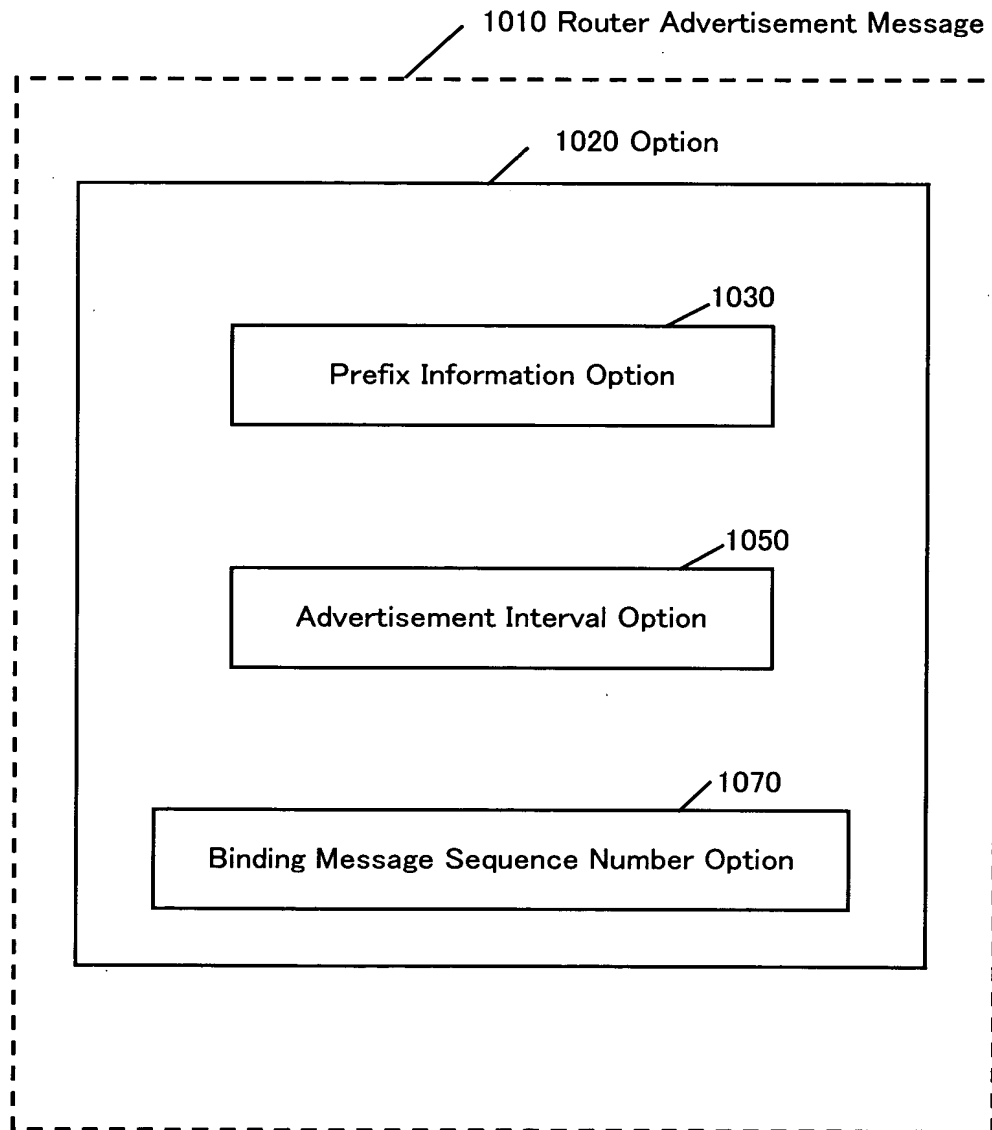 1010 Router Advertisement Message
1020 Option
1030
Prefix Information Option
1050
Advertisement Interval Option
1070
Binding Message Sequence Number Option